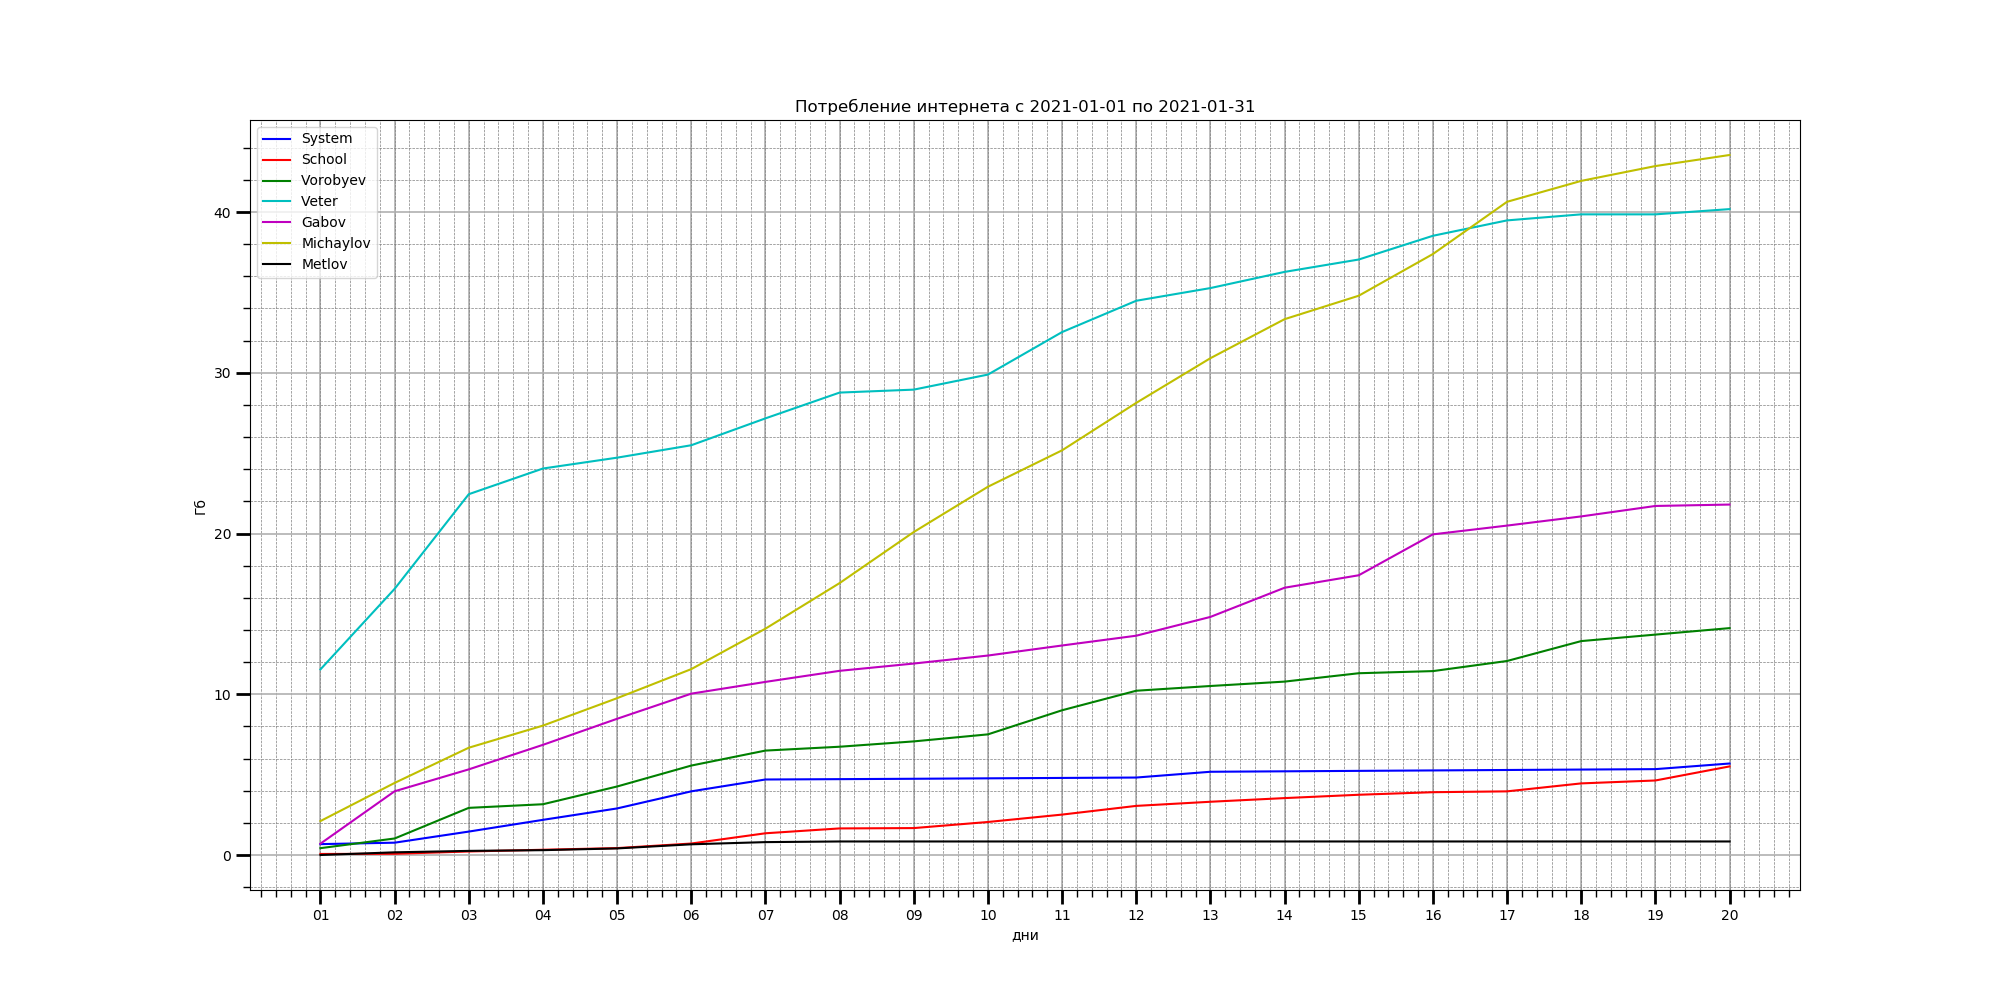 Потребление интернета с 2021-01-01 по 2021-01-31
System
School
Vorobyev
Veter
Gabov
Michaylov
Metlov
40
30
20
10
0
Гб
01 02 03 04 05 06 07 08 09 10 11 12 13 14 15 16 17 18 19 20
дни